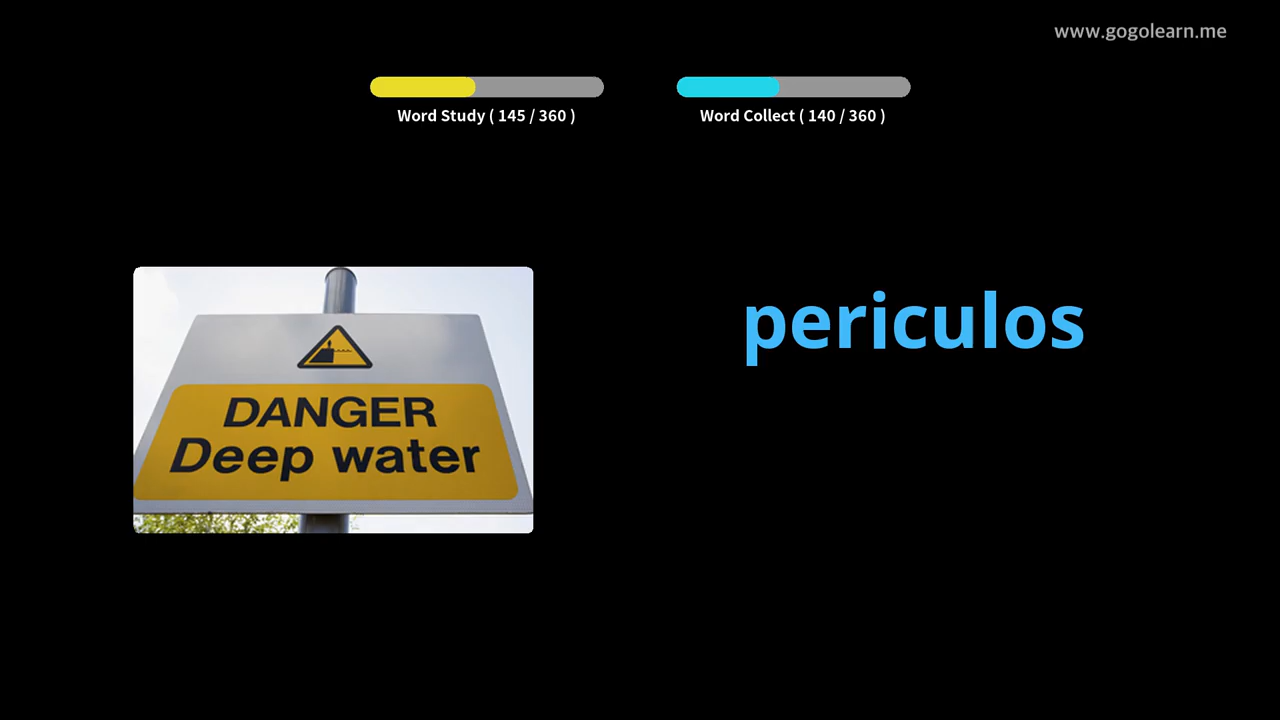 www.gogolearn.me
Word Study ( 145 / 360 )
Word Collect ( 140 / 360 )
DANGER
Deep water
periculos